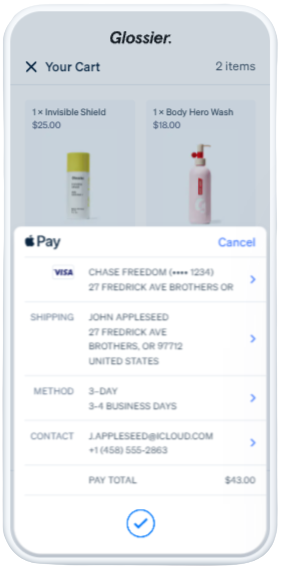 Glossier.
Your Cart 2 items
1 × Invisible Shield
$25.00
1 × Body Hero Wash
$18.00
Pay Cancel
VISA CHASE FREEDOM (•••• 1234)
27 FREDRICK AVE BROTHERS OR
SHIPPING JOHN APPLESEED
27 FREDRICK AVE
BROTHERS, OR 97712
UNITED STATES
METHOD 3-DAY
3-4 BUSINESS DAYS
CONTACT J.APPLESEED@ICLOUD.COM
+1 (458) 555-2863
PAY TOTAL $43.00